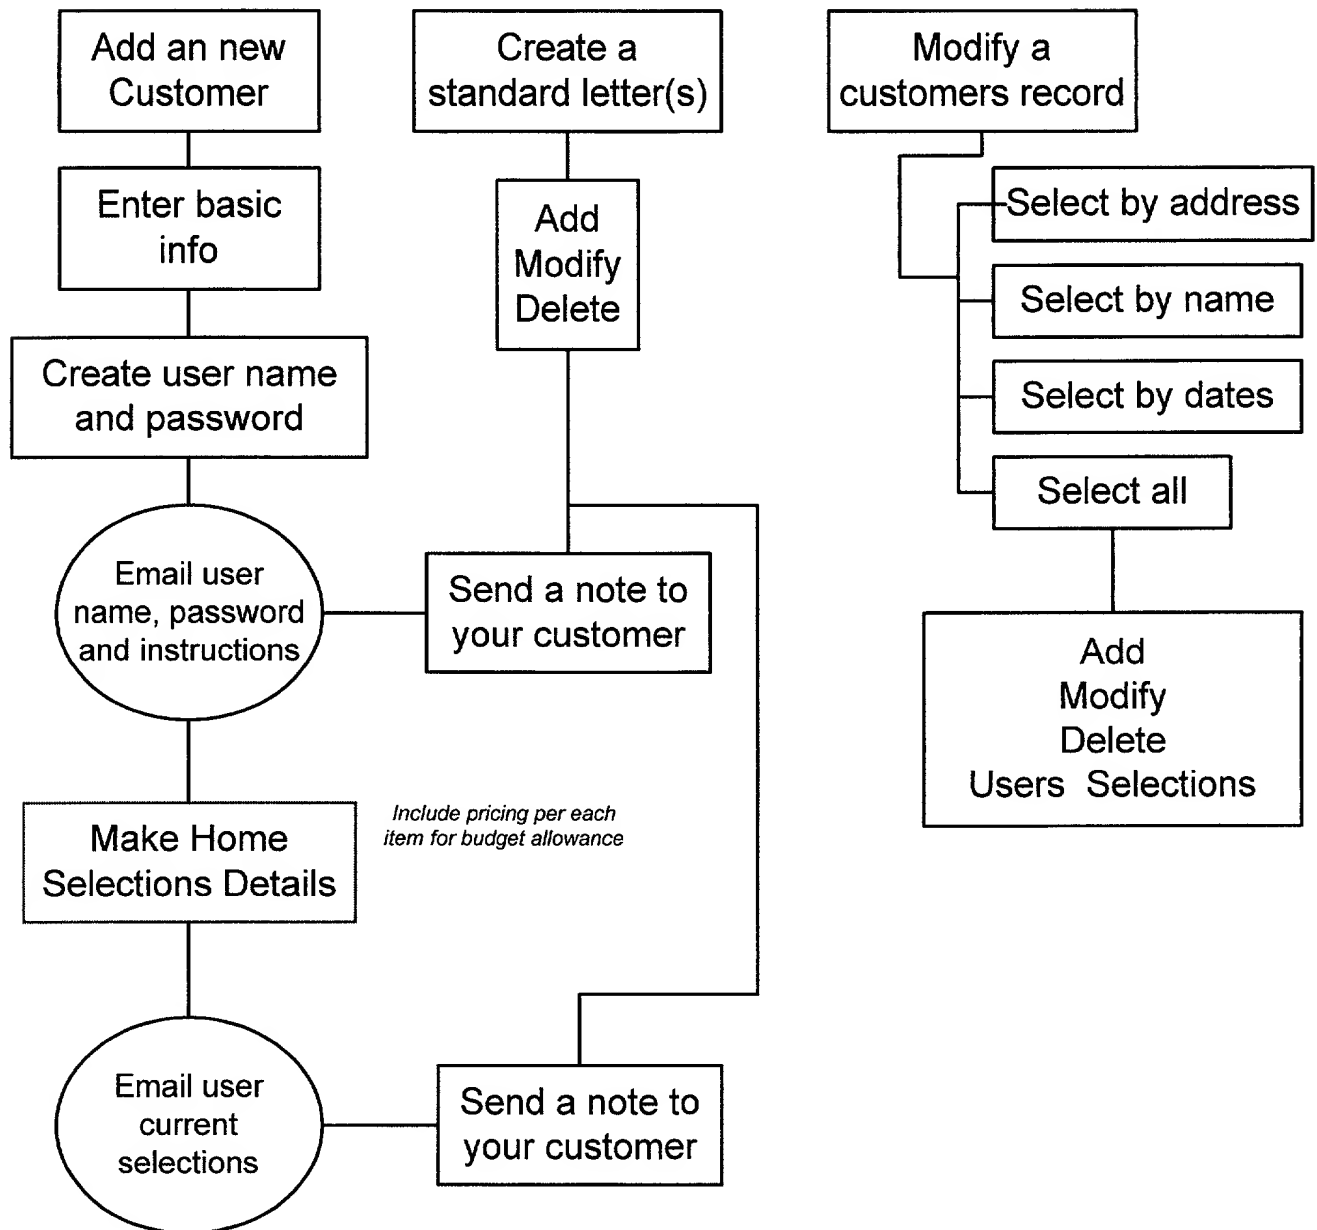 Add an new
Customer
Enter basic
info
Create user name
and password
Email user
name, password
and instructions
Make Home
Selections Details
Include pricing per each
item for budget allowance
Email user
current
selections
Create a
standard letter(s)
Add
Modify
Delete
Send a note to
your customer
Send a note to
your customer
Modify a
customers record
Select by address
Select by name
Select by dates
Select all
Add
Modify
Delete
Users Selections